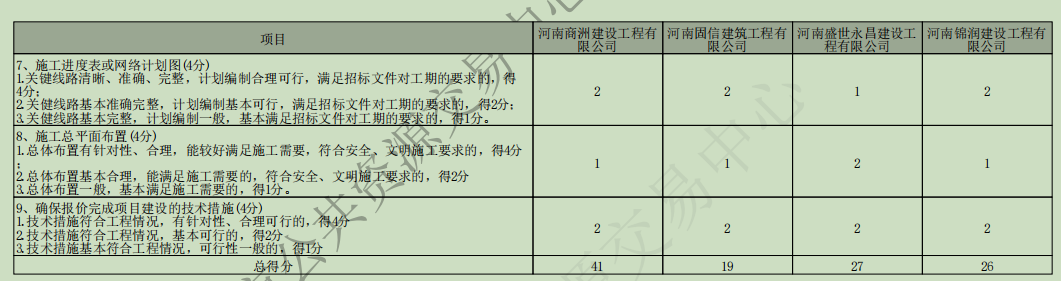 项目
河南商洲建设工程有
限公司
河南固信建筑工程有
限公司
河南盛世永昌建设工
程有限公司
河南锦润建设工程有
限公司
7、施工进度表或网络计划图(4分)
1.关键线路清晰、准确、完整，计划编制合理可行，满足招标文件对工期的要求的，得
4分；
2.关健线路基本准确完整，计划编制基本可行，满足招标文件对工期的要求的，得2分；
3.关健线路基本完整，计划编制一般，基本满足招标文件对工期的要求的，得1分。
2
2
1
2
8、施工总平面布置(4分)
1.总体布置有针对性、合理，能较好满足施工需要，符合安全、文明施工要求的，得4分
；
2.总体布置基本合理，能满足施工需要的，符合安全、文明施工要求的，得2分
3.总体布置一般，基本满足施工需要的，得1分。
1
1
2
1
9、确保报价完成项目建设的技术措施(4分)
1.技术措施符合工程情况，有针对性、合理可行的，得4分
2.技术措施符合工程情况，基本可行的，得2分
3.技术措施基本符合工程情况，可行性一般的，得1分
2
2
2
2
总得分
41
19
27
26
公共资源交易中心
源交易中心